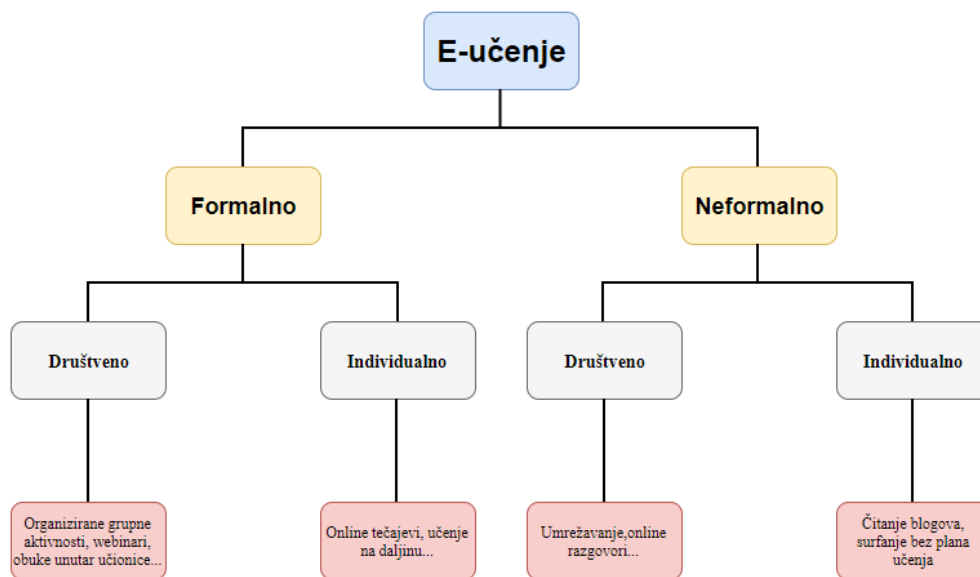 E-učenje
Formalno
Neformalno
Društveno
Individualno
Društveno
Individualno
Organizirane grupne
aktivnosti, webinari,
obuke unutar učionice...
Online tečajevi, učenje
na daljinu...
Umrežavanje,online
razgovori...
Čitanje blogova,
surfanje bez plana
učenja